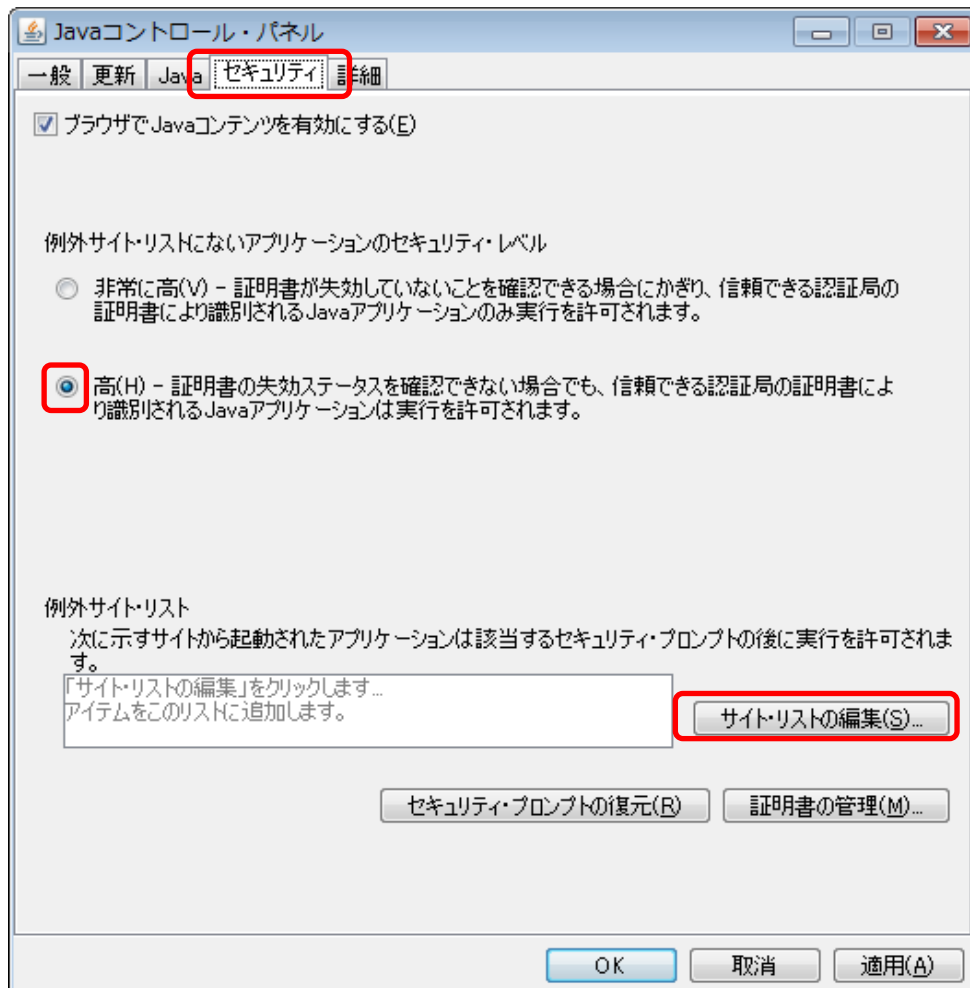 Javaコントロール・パネル
一般 更新 Java セキュリティ 詳細
ブラウザでJavaコンテンツを有効にする(E)
例外サイト・リストにないアプリケーションのセキュリティ・レベル
非常に高(V) - 証明書が失効していないことを確認できる場合にかぎり、信頼できる認証局の
証明書により識別されるJavaアプリケーションのみ実行を許可されます。
高(H) - 証明書の失効ステータスを確認できない場合でも、信頼できる認証局の証明書によ
り識別されるJavaアプリケーションは実行を許可されます。
例外サイト・リスト
次に示すサイトから起動されたアプリケーションは該当するセキュリティ・プロンプトの後に実行を許可されま
す。
「サイト・リストの編集」をクリックします...
アイテムをこのリストに追加します。
サイト・リストの編集(S)...
セキュリティ・プロンプトの復元(R) 証明書の管理(M)...
OK 取消 適用(A)